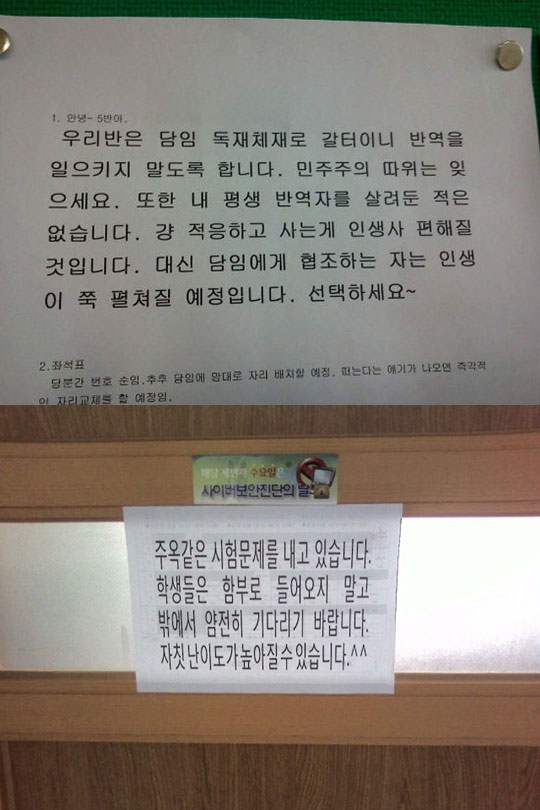 1. 안녕~ 5반아.
우리반은 담임 독재체재로 갈터이니 반역을
일으키지 말도록 합니다. 민주주의 따위는 잊
으세요. 또한 내 평생 반역자를 살려둔 적은
없습니다. 걍 적응하고 사는게 인생사 편해질
것입니다. 대신 담임에게 협조하는 자는 인생
이 쭉 펼쳐질 예정입니다. 선택하세요~
2.좌석표
당분간 번호 순임.추후 담임에 맘대로 자리 배치할 예정. 떠는다는 얘기가 나오면 즉각적
인 자리교체를 할 예정임.
매달 세번째 수요일은
사이버보안진단의 날
주옥같은 시험문제를 내고 있습니다.
학생들은 함부로 들어오지 말고
밖에서 얌전히 기다리기 바랍니다.
자칫 난이도가 높아질 수 있습니다.^^